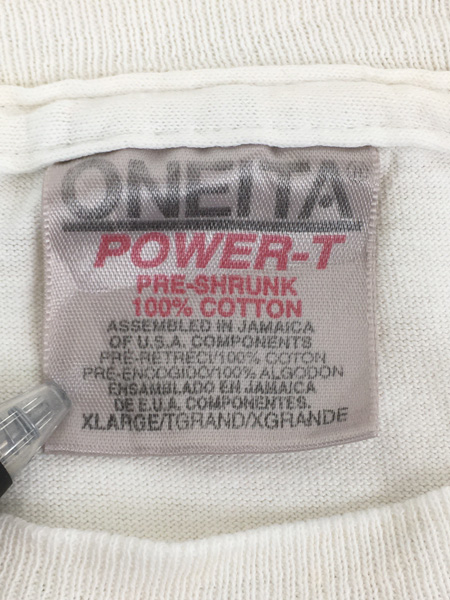 ONEITA®
POWER-T
PRE-SHRUNK
100% COTTON
ASSEMBLED IN JAMAICA
OF U.S.A. COMPONENTS
PRÉ-RÉTRÉCI/100% COTON
PRE-ENCOGIDO/100% ALGODON
ENSAMBLADO EN JAMAICA
DE E.U.A. COMPONENTES.
XLARGE/TGRAND/XGRANDE